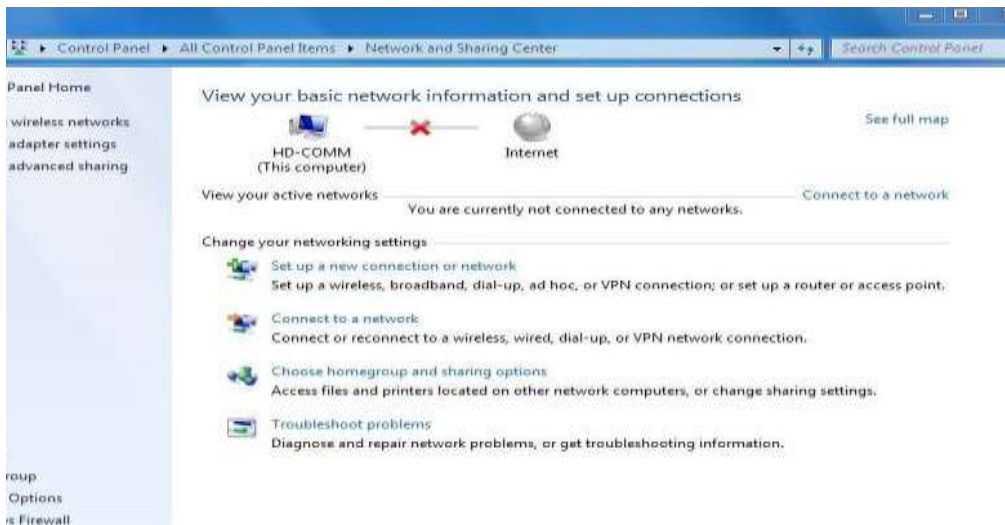 Control Panel ▸ All Control Panel Items ▸ Network and Sharing Center
Search Control Panel
Panel Home
wireless networks
adapter settings
advanced sharing
View your basic network information and set up connections
See full map
HD-COMM
(This computer)
Internet
View your active networks
Connect to a network
You are currently not connected to any networks.
Change your networking settings
Set up a new connection or network
Set up a wireless, broadband, dial-up, ad hoc, or VPN connection; or set up a router or access point.
Connect to a network
Connect or reconnect to a wireless, wired, dial-up, or VPN network connection.
Choose homegroup and sharing options
Access files and printers located on other network computers, or change sharing settings.
Troubleshoot problems
Diagnose and repair network problems, or get troubleshooting information.
roup
Options
s Firewall